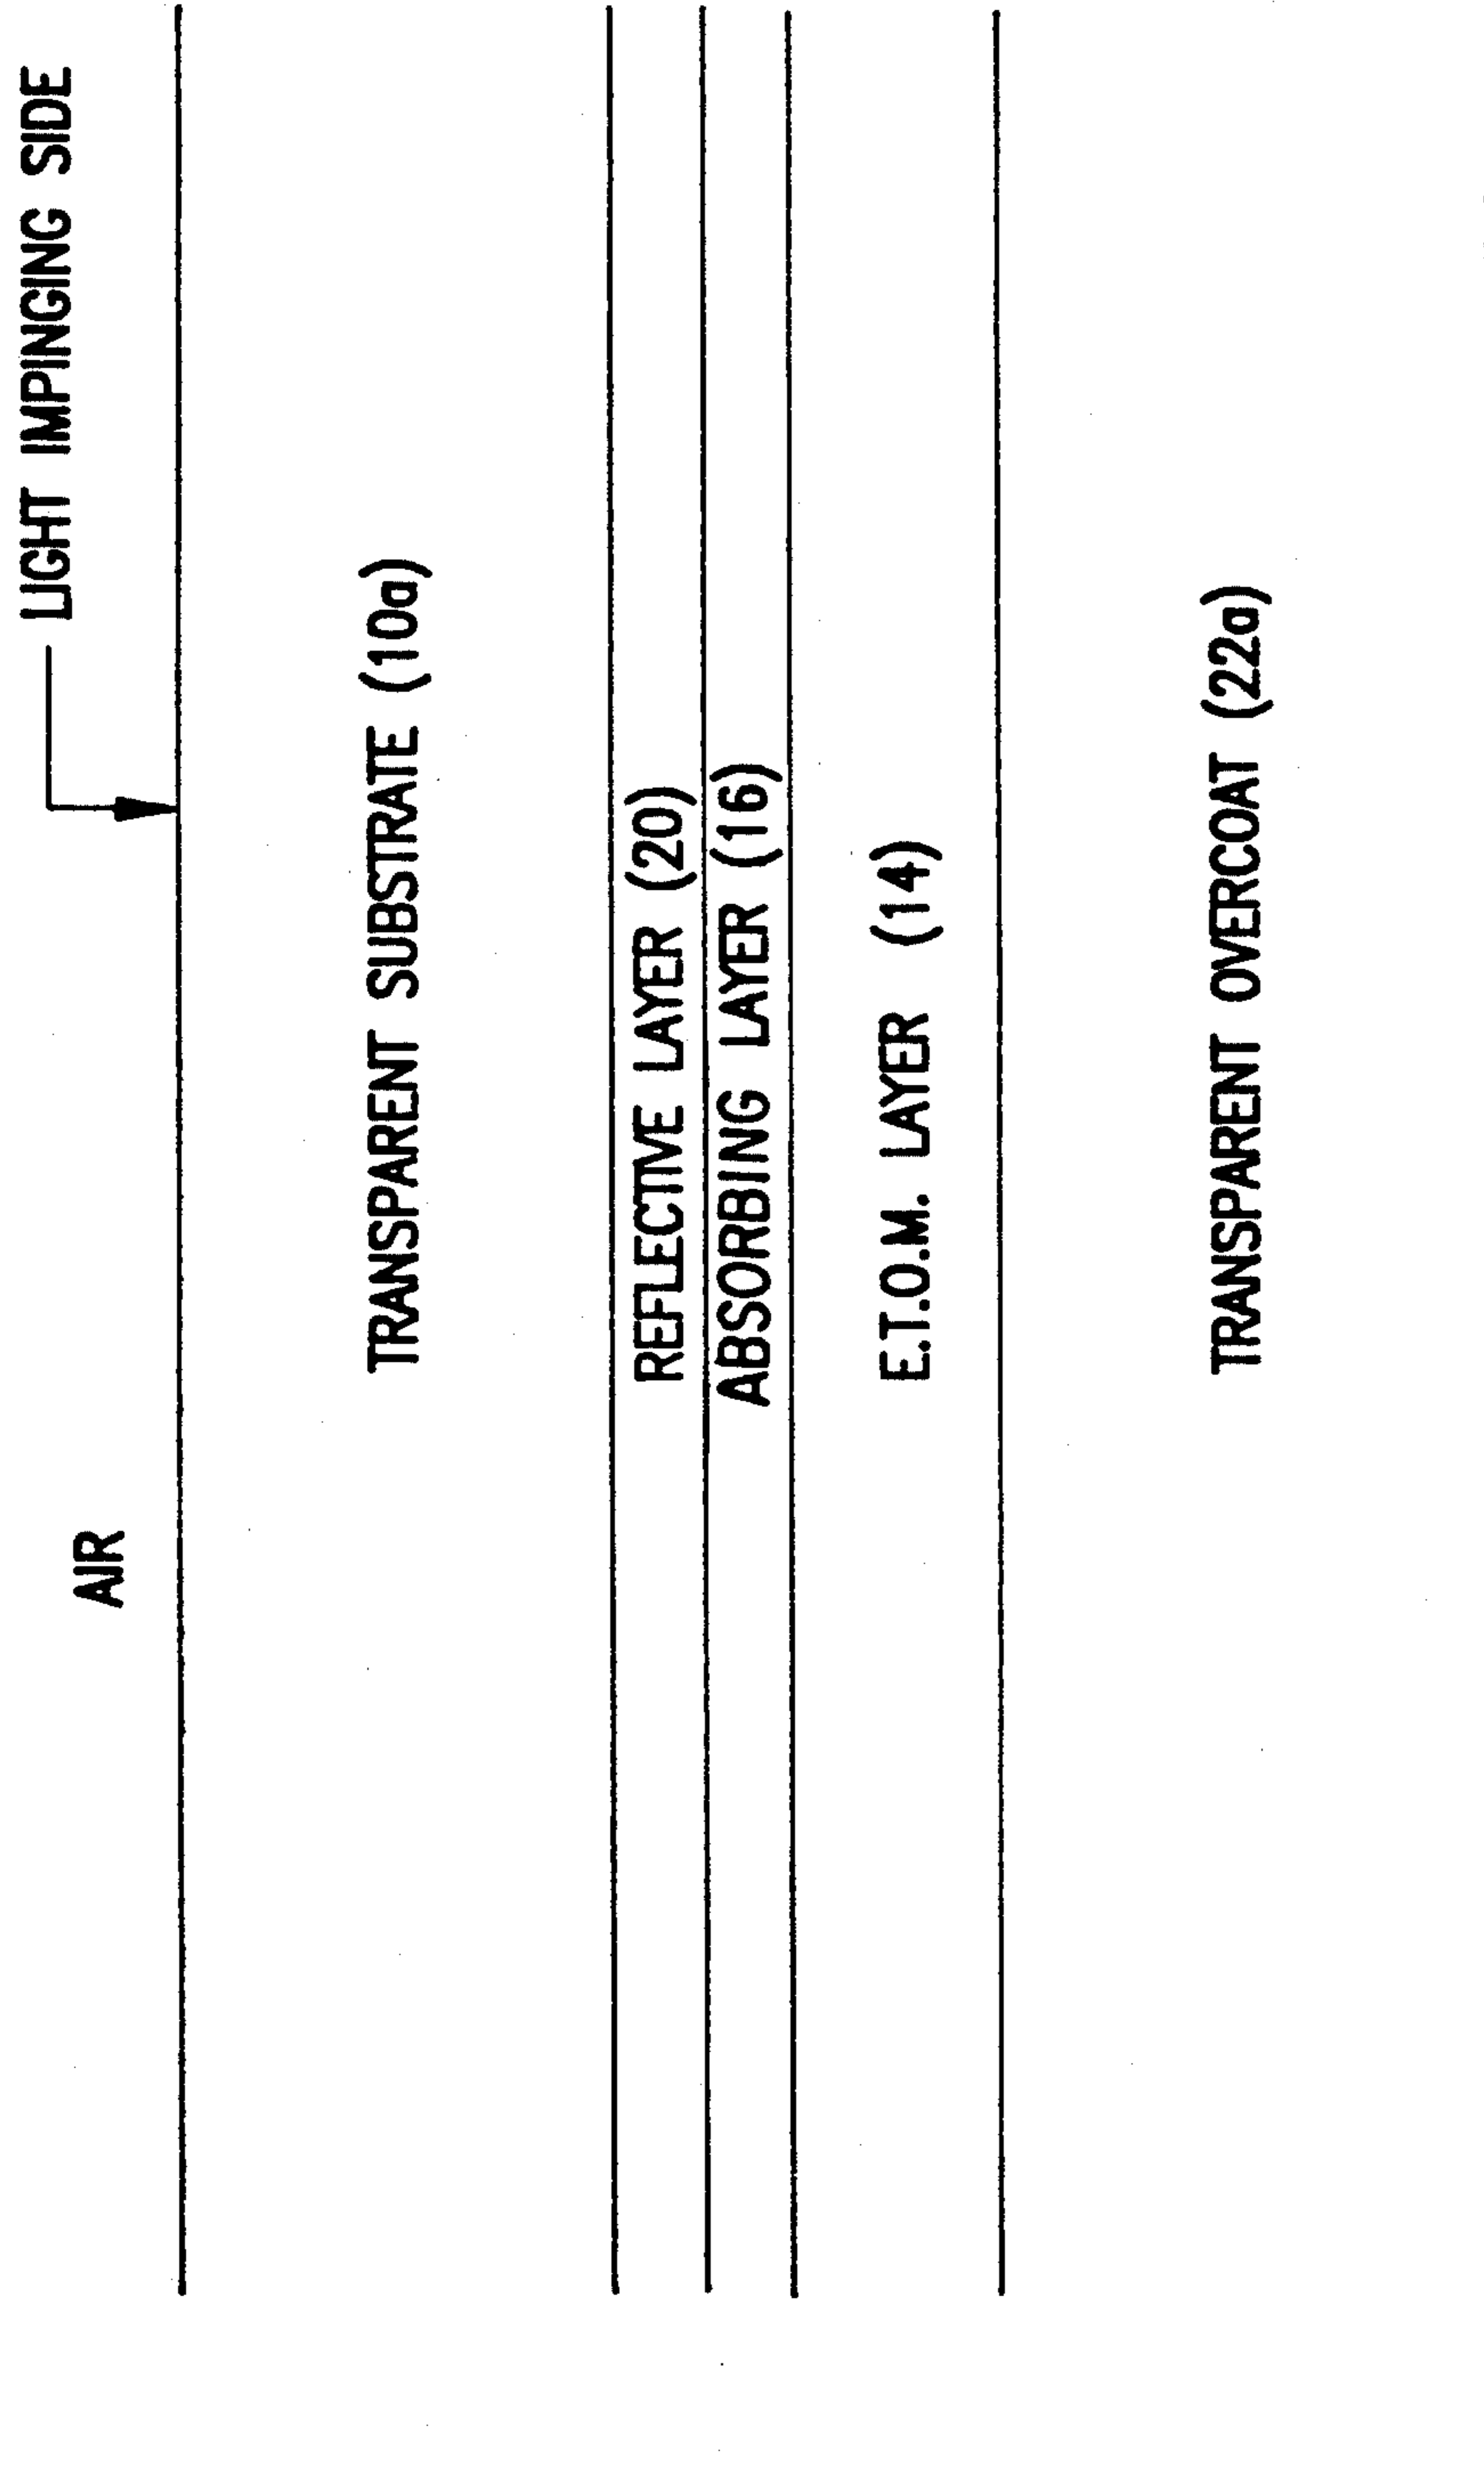 LIGHT IMPINGING SIDE
AIR
TRANSPARENT SUBSTRATE (10a)
REFLECTIVE LAYER (20)
ABSORBING LAYER (16)
E.T.O.M. LAYER (14)
TRANSPARENT OVERCOAT (22a)